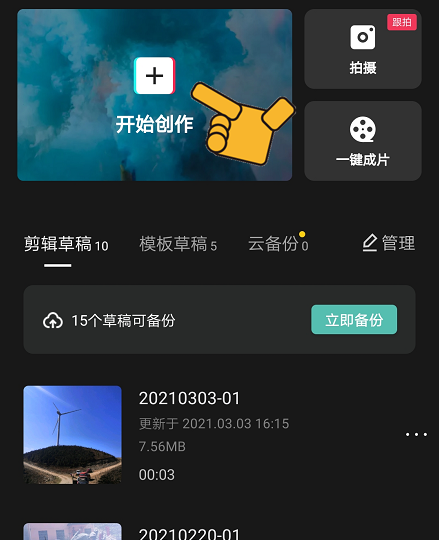 跟拍
拍摄
开始创作
一键成片
剪辑草稿 10 模板草稿 5 云备份 0 管理
15个草稿可备份 立即备份
20210303-01
更新于 2021.03.03 16:15
7.56MB
00:03
20210220-01